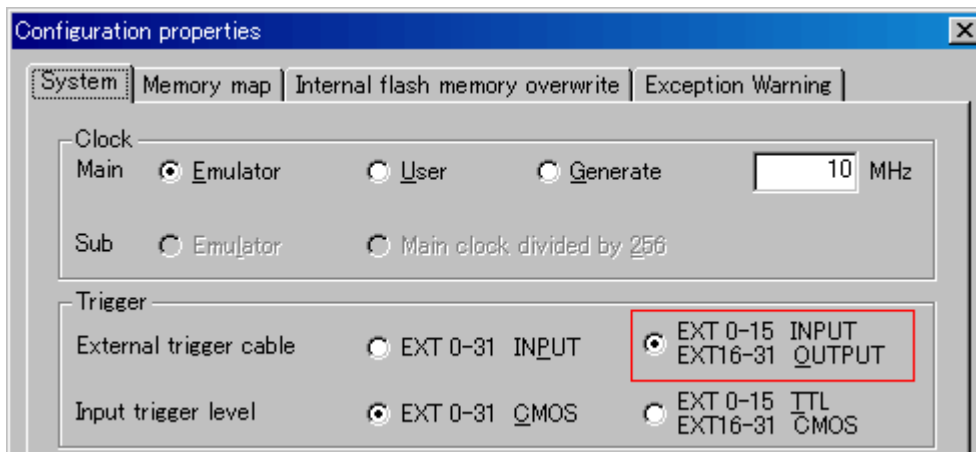 Configuration properties
System Memory map Internal flash memory overwrite Exception Warning
Clock
Main Emulator User Generate 10 MHz
Sub Emulator Main clock divided by 256
Trigger
External trigger cable EXT 0-31 INPUT EXT 0-15 INPUT
EXT16-31 OUTPUT
Input trigger level EXT 0-31 CMOS EXT 0-15 TTL
EXT16-31 CMOS